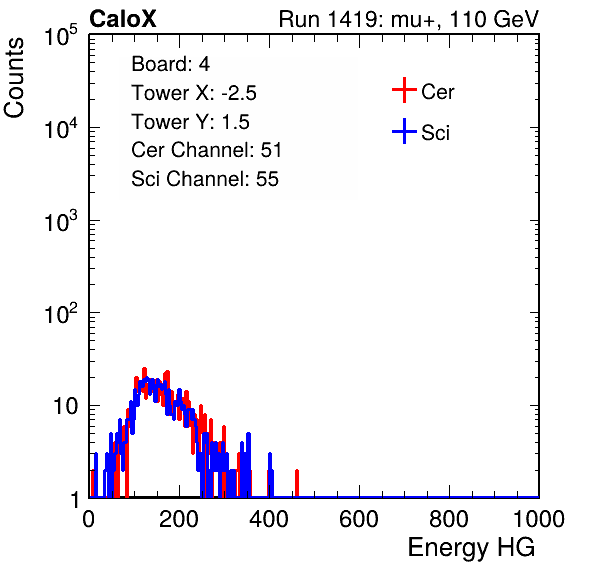 CaloX Run 1419: mu+, 110 GeV
Board: 4
Tower X: -2.5
Tower Y: 1.5
Cer Channel: 51
Sci Channel: 55
Cer
Sci
Counts
10^5
10^4
10^3
10^2
10
1
0 200 400 600 800 1000
Energy HG